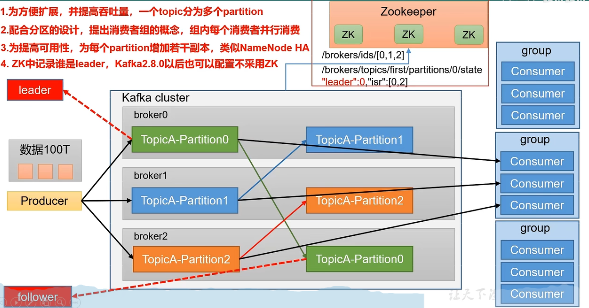 1.为方便扩展，并提高吞吐量，一个topic分为多个partition
2.配合分区的设计，提出消费者组的概念，组内每个消费者并行消费
3.为提高可用性，为每个partition增加若干副本，类似NameNode HA
4. ZK中记录谁是leader，Kafka2.8.0以后也可以配置不采用ZK
Zookeeper
ZK
ZK
ZK
/brokers/ids/[0,1,2]
/brokers/topics/first/partitions/0/state
"leader":0,"isr":[0,2]
leader
数据100T
Producer
follower
Kafka cluster
broker0
TopicA-Partition0
TopicA-Partition1
broker1
TopicA-Partition1
TopicA-Partition2
broker2
TopicA-Partition2
TopicA-Partition0
group
Consumer
Consumer
Consumer
group
Consumer
Consumer
Consumer
group
Consumer
Consumer
Consumer
让天下